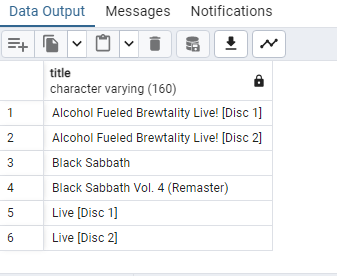 Data Output Messages Notifications
title
character varying (160)
1 Alcohol Fueled Brewtality Live! [Disc 1]
2 Alcohol Fueled Brewtality Live! [Disc 2]
3 Black Sabbath
4 Black Sabbath Vol. 4 (Remaster)
5 Live [Disc 1]
6 Live [Disc 2]